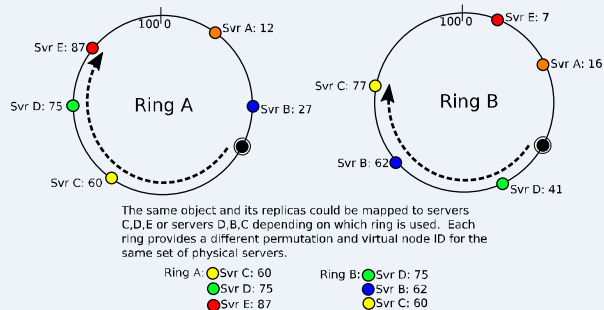 100 0
Svr A: 12
Svr E: 87
Ring A
Svr D: 75
Svr B: 27
Svr C: 60
100 0
Svr E: 7
Svr A: 16
Svr C: 77
Ring B
Svr B: 62
Svr D: 41
The same object and its replicas could be mapped to servers
C,D,E or servers D,B,C depending on which ring is used. Each
ring provides a different permutation and virtual node ID for the
same set of physical servers.
Ring A: Svr C: 60
Svr D: 75
Svr E: 87
Ring B: Svr D: 75
Svr B: 62
Svr C: 60